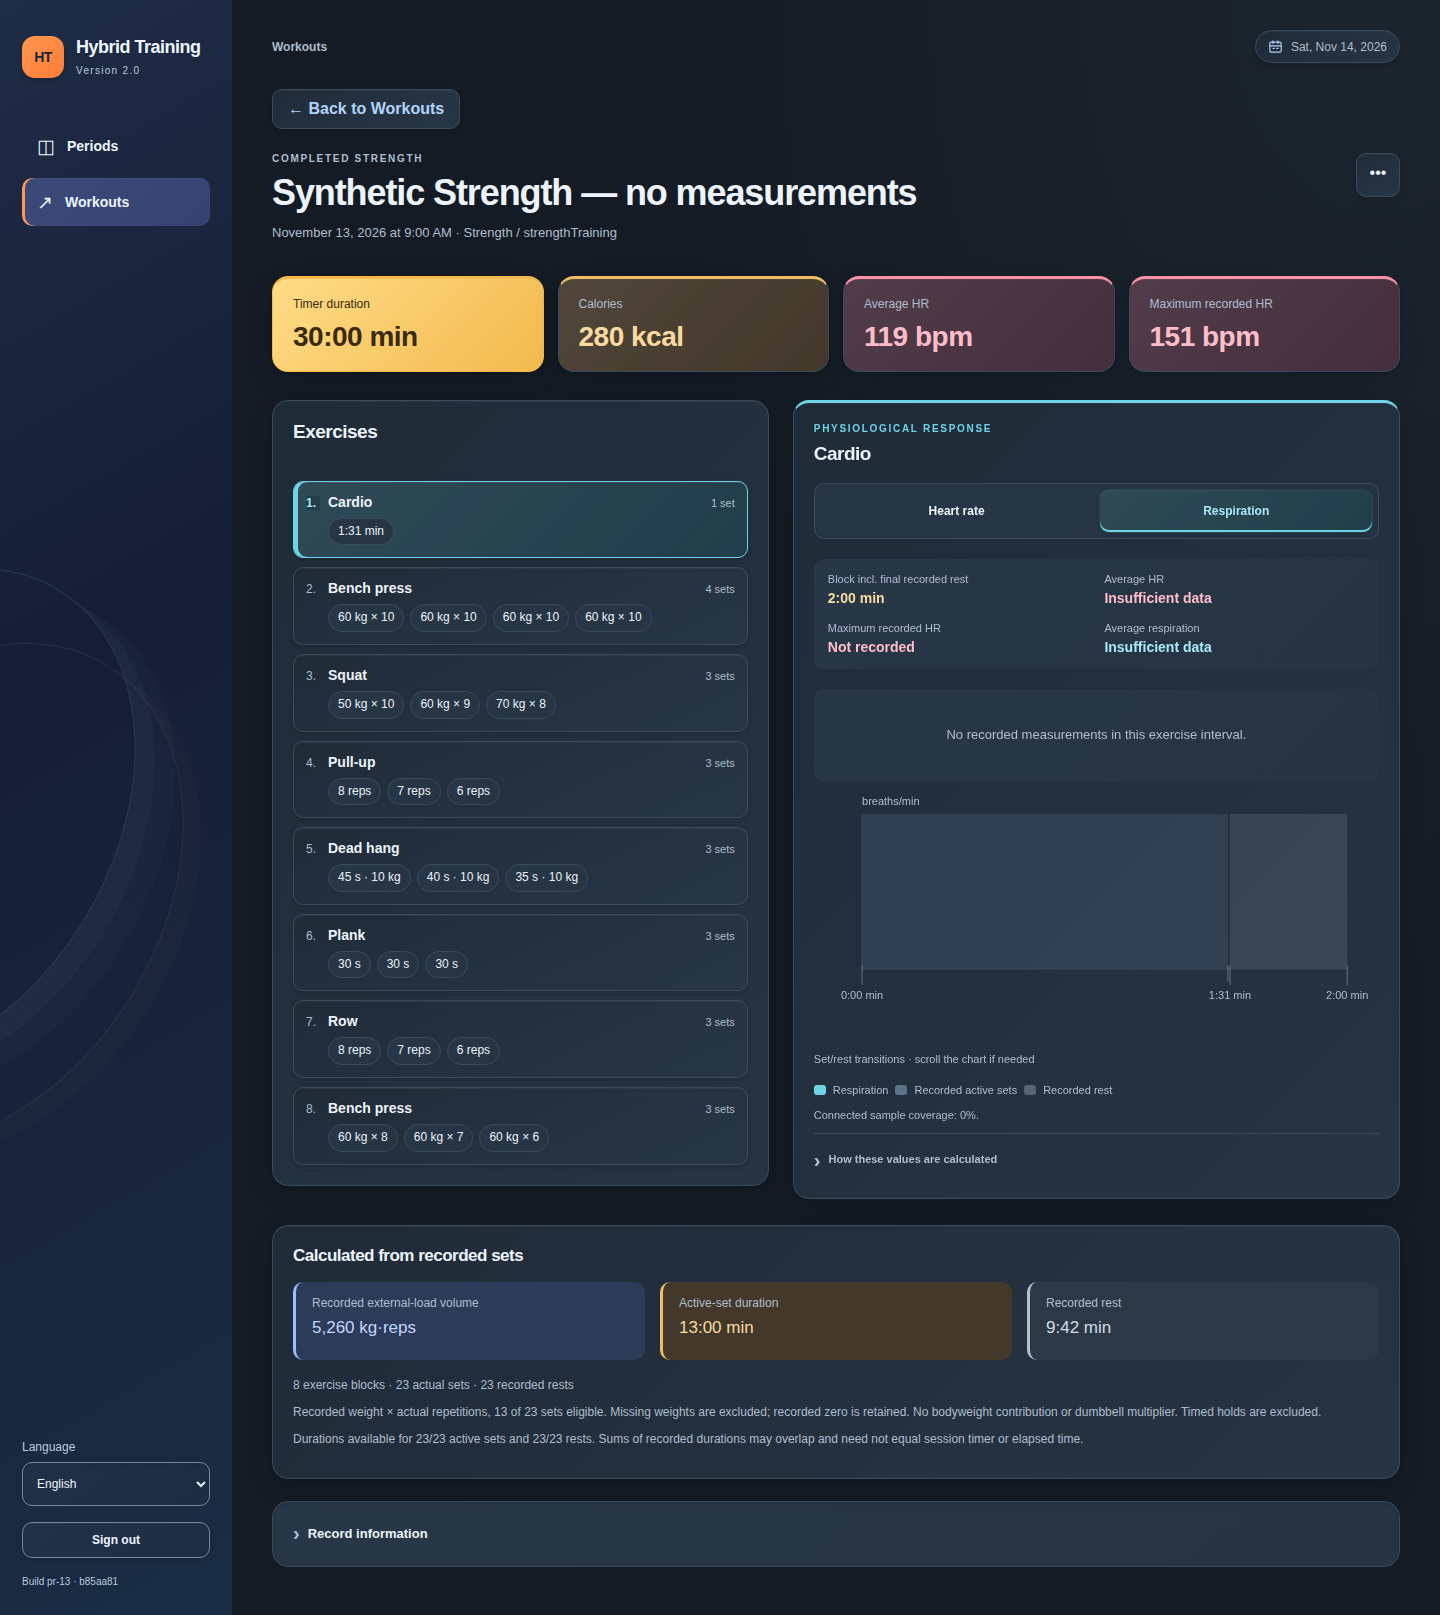 HT
Hybrid Training
Version 2.0
Periods
Workouts
Language
English
Sign out
Build pr-13 · b85aa81
Workouts
Sat, Nov 14, 2026
← Back to Workouts
COMPLETED STRENGTH
Synthetic Strength — no measurements
•••
November 13, 2026 at 9:00 AM · Strength / strengthTraining
Timer duration
30:00 min
Calories
280 kcal
Average HR
119 bpm
Maximum recorded HR
151 bpm
Exercises
1. Cardio 1 set
1:31 min
2. Bench press 4 sets
60 kg × 10 60 kg × 10 60 kg × 10 60 kg × 10
3. Squat 3 sets
50 kg × 10 60 kg × 9 70 kg × 8
4. Pull-up 3 sets
8 reps 7 reps 6 reps
5. Dead hang 3 sets
45 s · 10 kg 40 s · 10 kg 35 s · 10 kg
6. Plank 3 sets
30 s 30 s 30 s
7. Row 3 sets
8 reps 7 reps 6 reps
8. Bench press 3 sets
60 kg × 8 60 kg × 7 60 kg × 6
PHYSIOLOGICAL RESPONSE
Cardio
Heart rate Respiration
Block incl. final recorded rest
2:00 min
Average HR
Insufficient data
Maximum recorded HR
Not recorded
Average respiration
Insufficient data
No recorded measurements in this exercise interval.
breaths/min
0:00 min 1:31 min 2:00 min
Set/rest transitions · scroll the chart if needed
Respiration Recorded active sets Recorded rest
Connected sample coverage: 0%.
› How these values are calculated
Calculated from recorded sets
Recorded external-load volume
5,260 kg·reps
Active-set duration
13:00 min
Recorded rest
9:42 min
8 exercise blocks · 23 actual sets · 23 recorded rests
Recorded weight × actual repetitions, 13 of 23 sets eligible. Missing weights are excluded; recorded zero is retained. No bodyweight contribution or dumbbell multiplier. Timed holds are excluded.
Durations available for 23/23 active sets and 23/23 rests. Sums of recorded durations may overlap and need not equal session timer or elapsed time.
› Record information